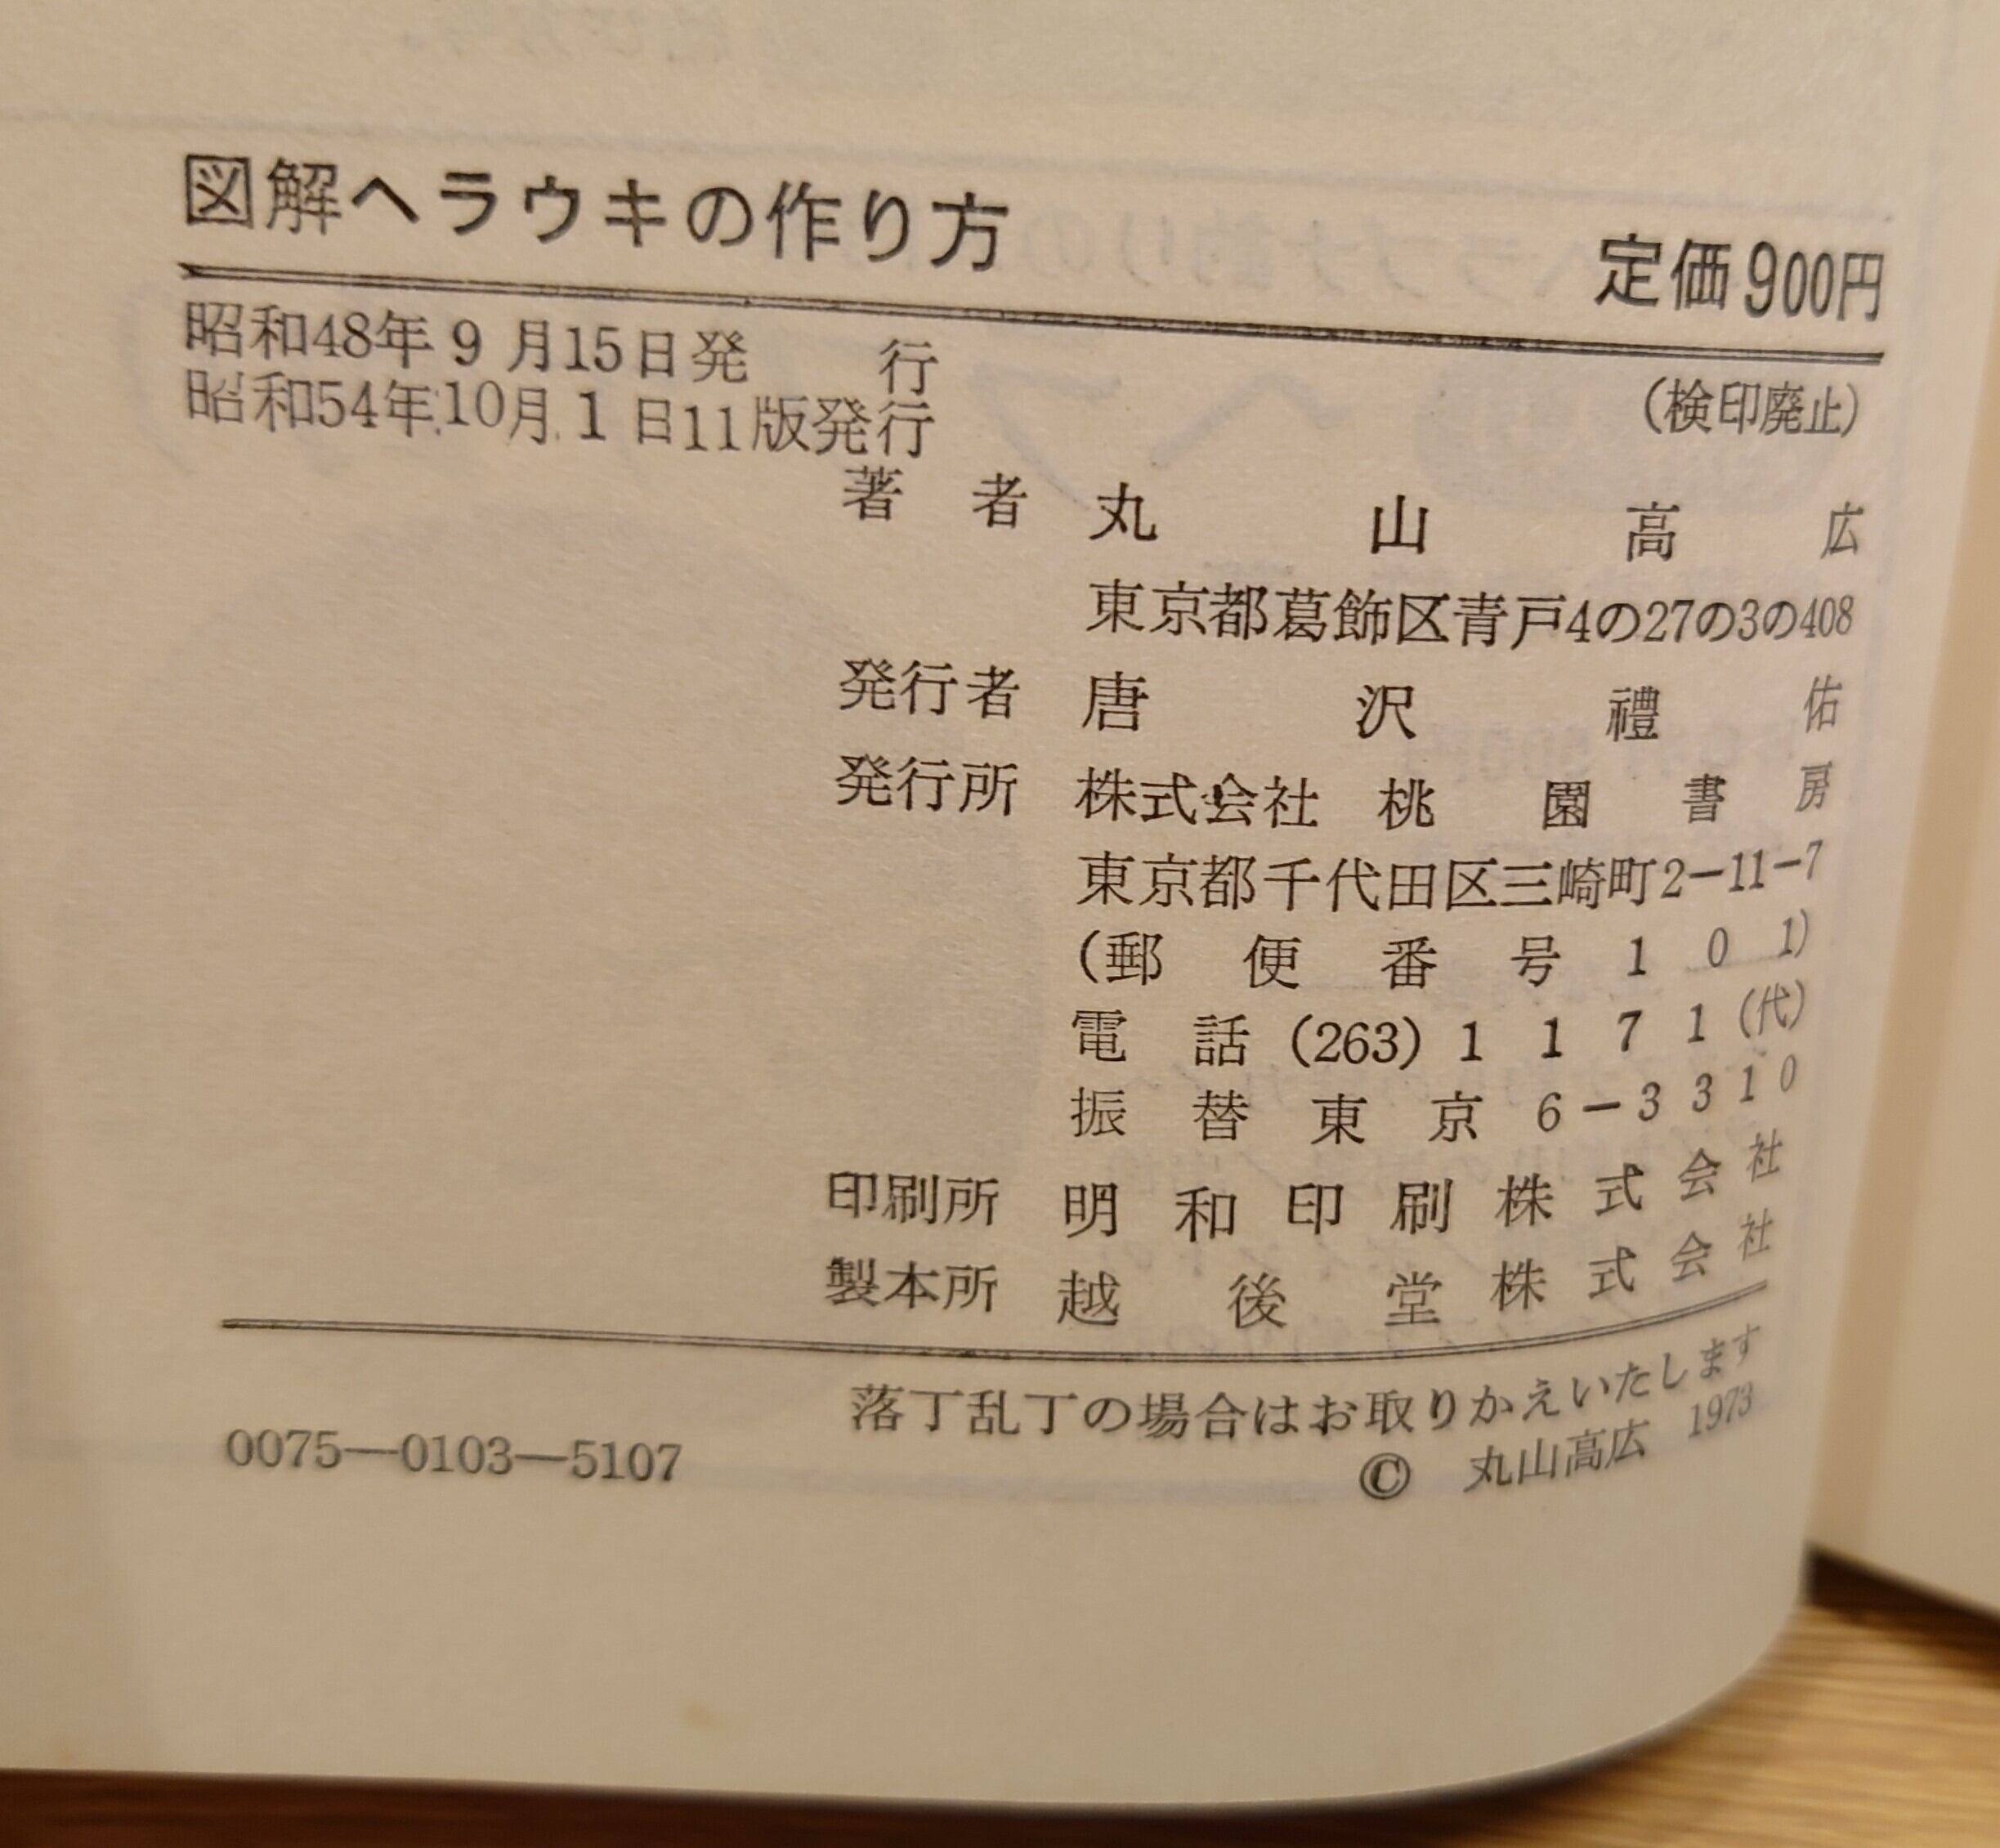 図解ヘラウキの作り方 定価900円
昭和48年9月15日発 行 (検印廃止)
昭和54年10月1日11版発行
著 者 丸 山 高 広
東京都葛飾区青戸4の27の3の408
発行者 唐 沢 禮 佑
発行所 株式会社 桃 園 書 房
東京都千代田区三崎町2-11-7
(郵 便 番 号 1 0 1)
電 話 (263) 1 1 7 1 (代)
振 替 東 京 6-3 3 1 0
印刷所 明 和 印 刷 株 式 会 社
製本所 越 後 堂 株 式 会 社
落丁乱丁の場合はお取りかえいたします
0075—0103—5107 © 丸山高広 1973